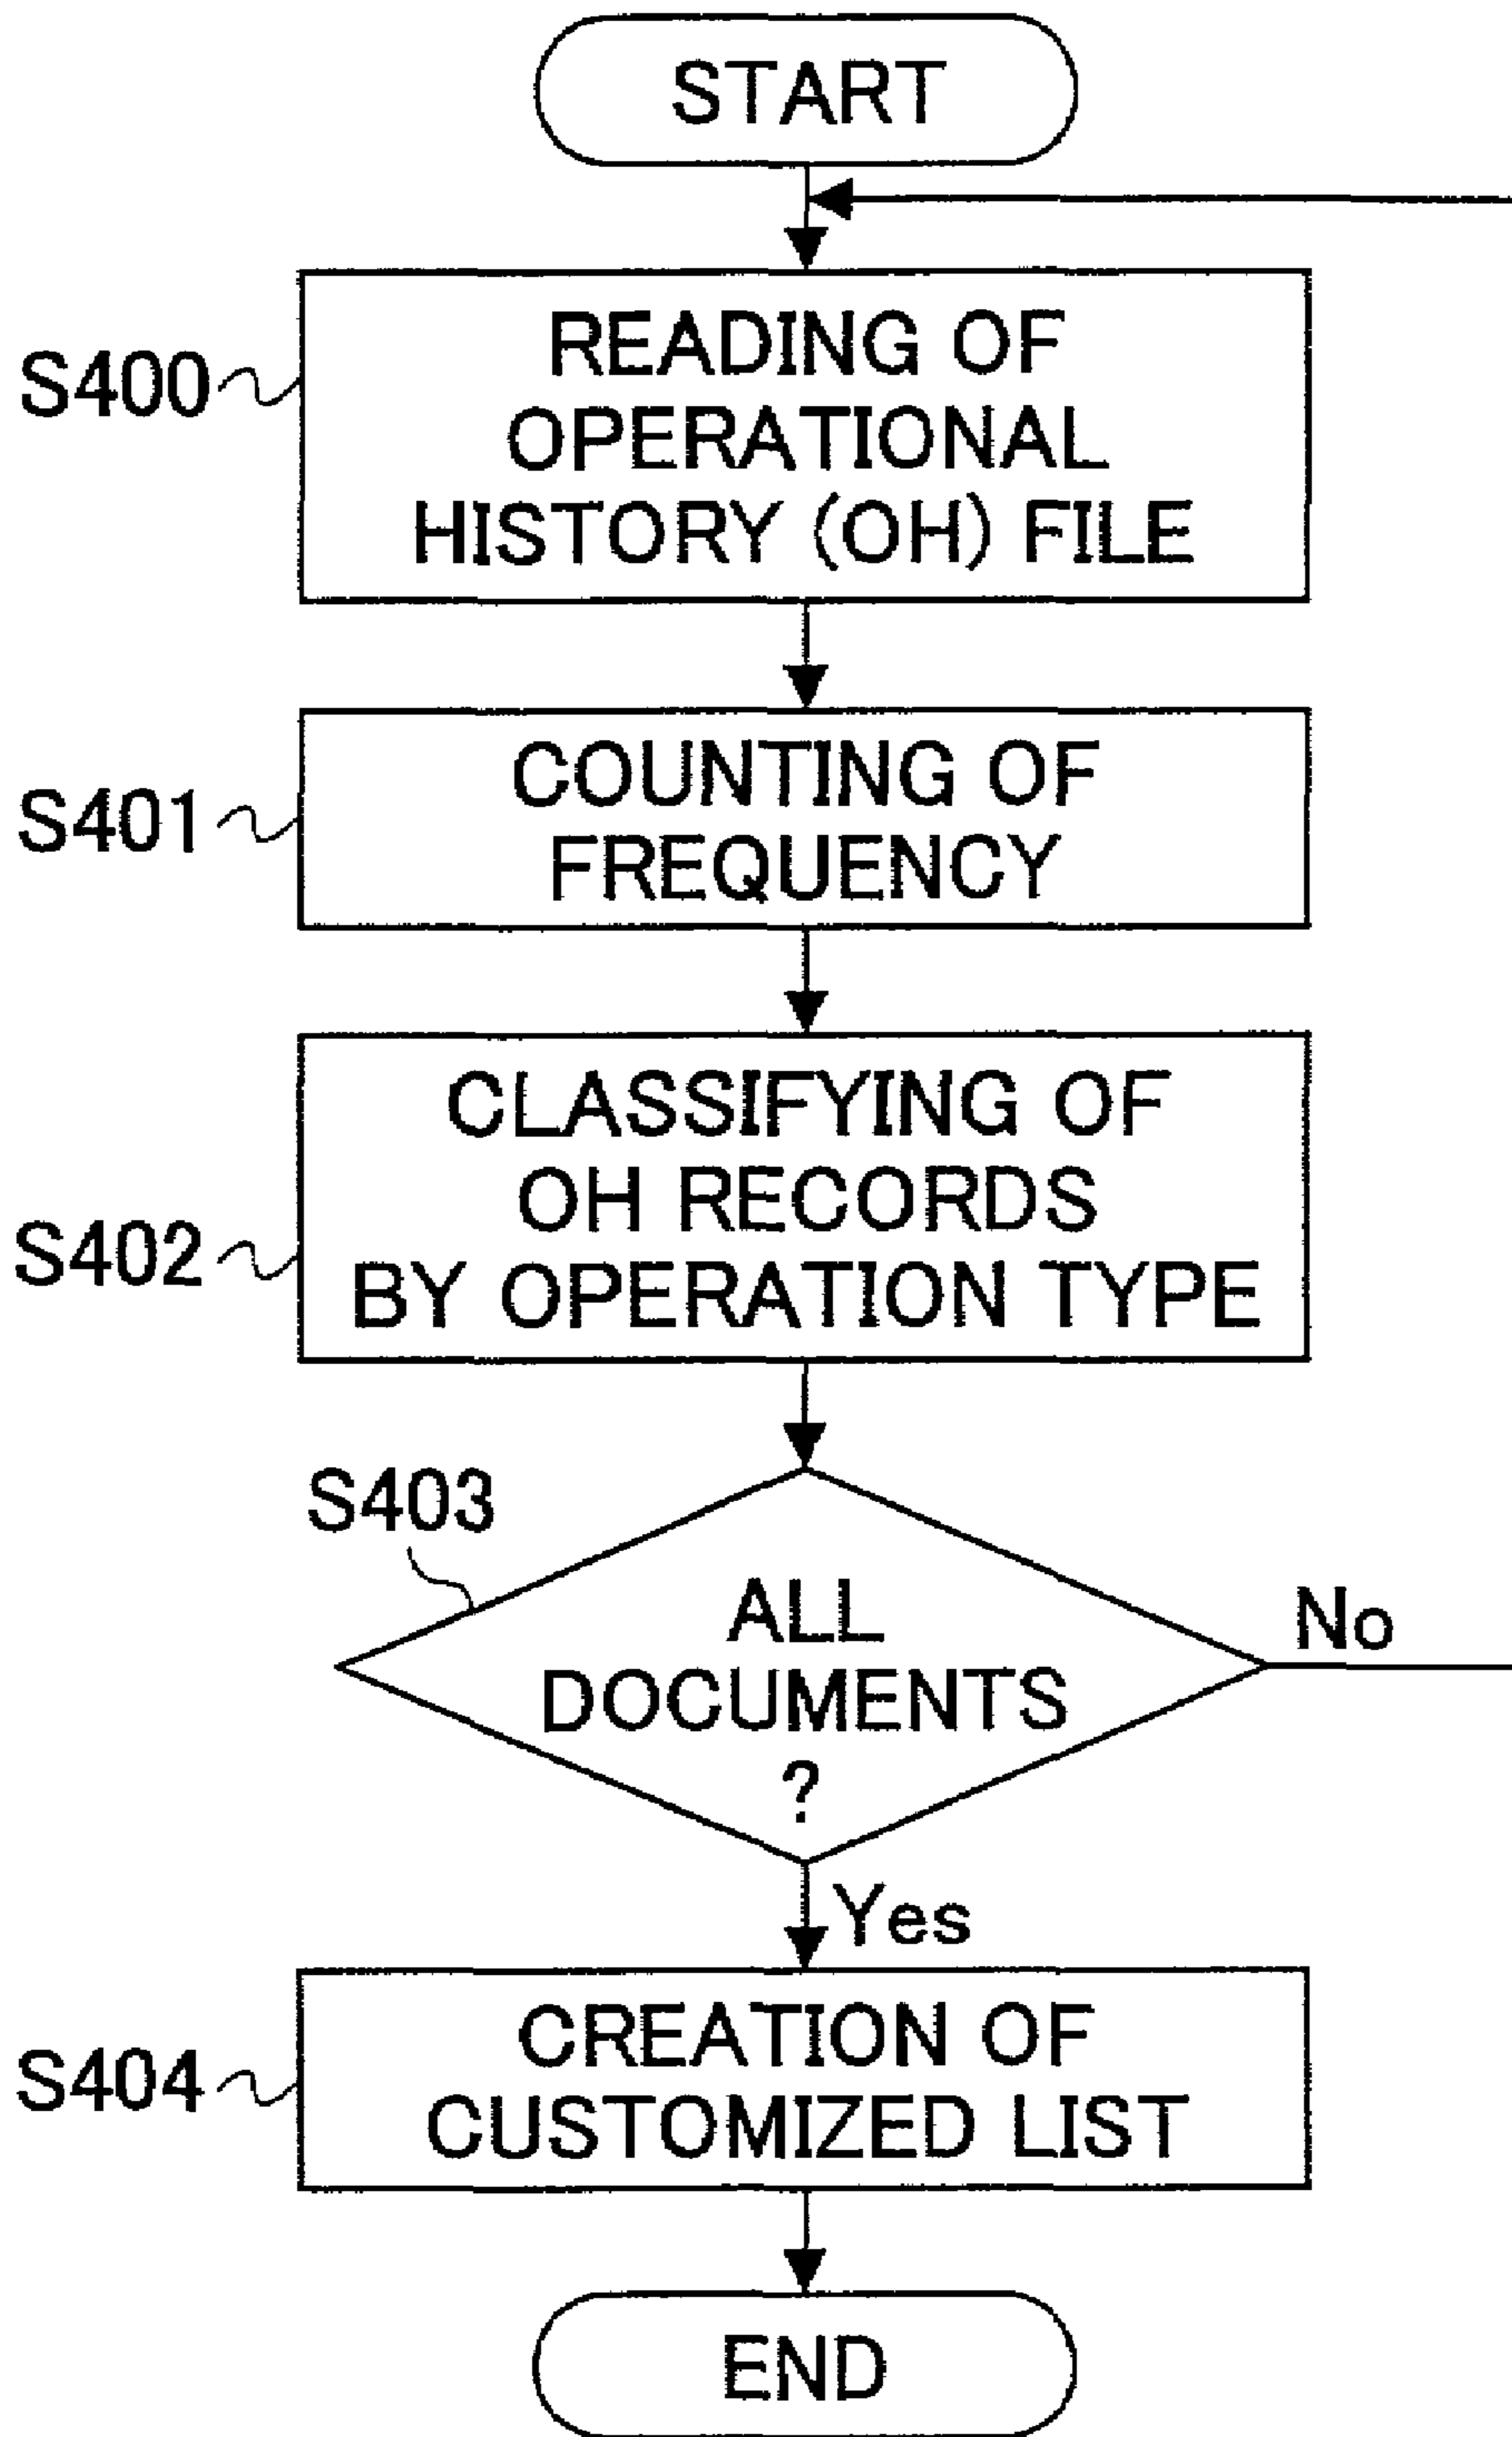 START
S400
READING OF
OPERATIONAL
HISTORY (OH) FILE
S401
COUNTING OF
FREQUENCY
S402
CLASSIFYING OF
OH RECORDS
BY OPERATION TYPE
S403
ALL
DOCUMENTS
?
No
Yes
S404
CREATION OF
CUSTOMIZED LIST
END